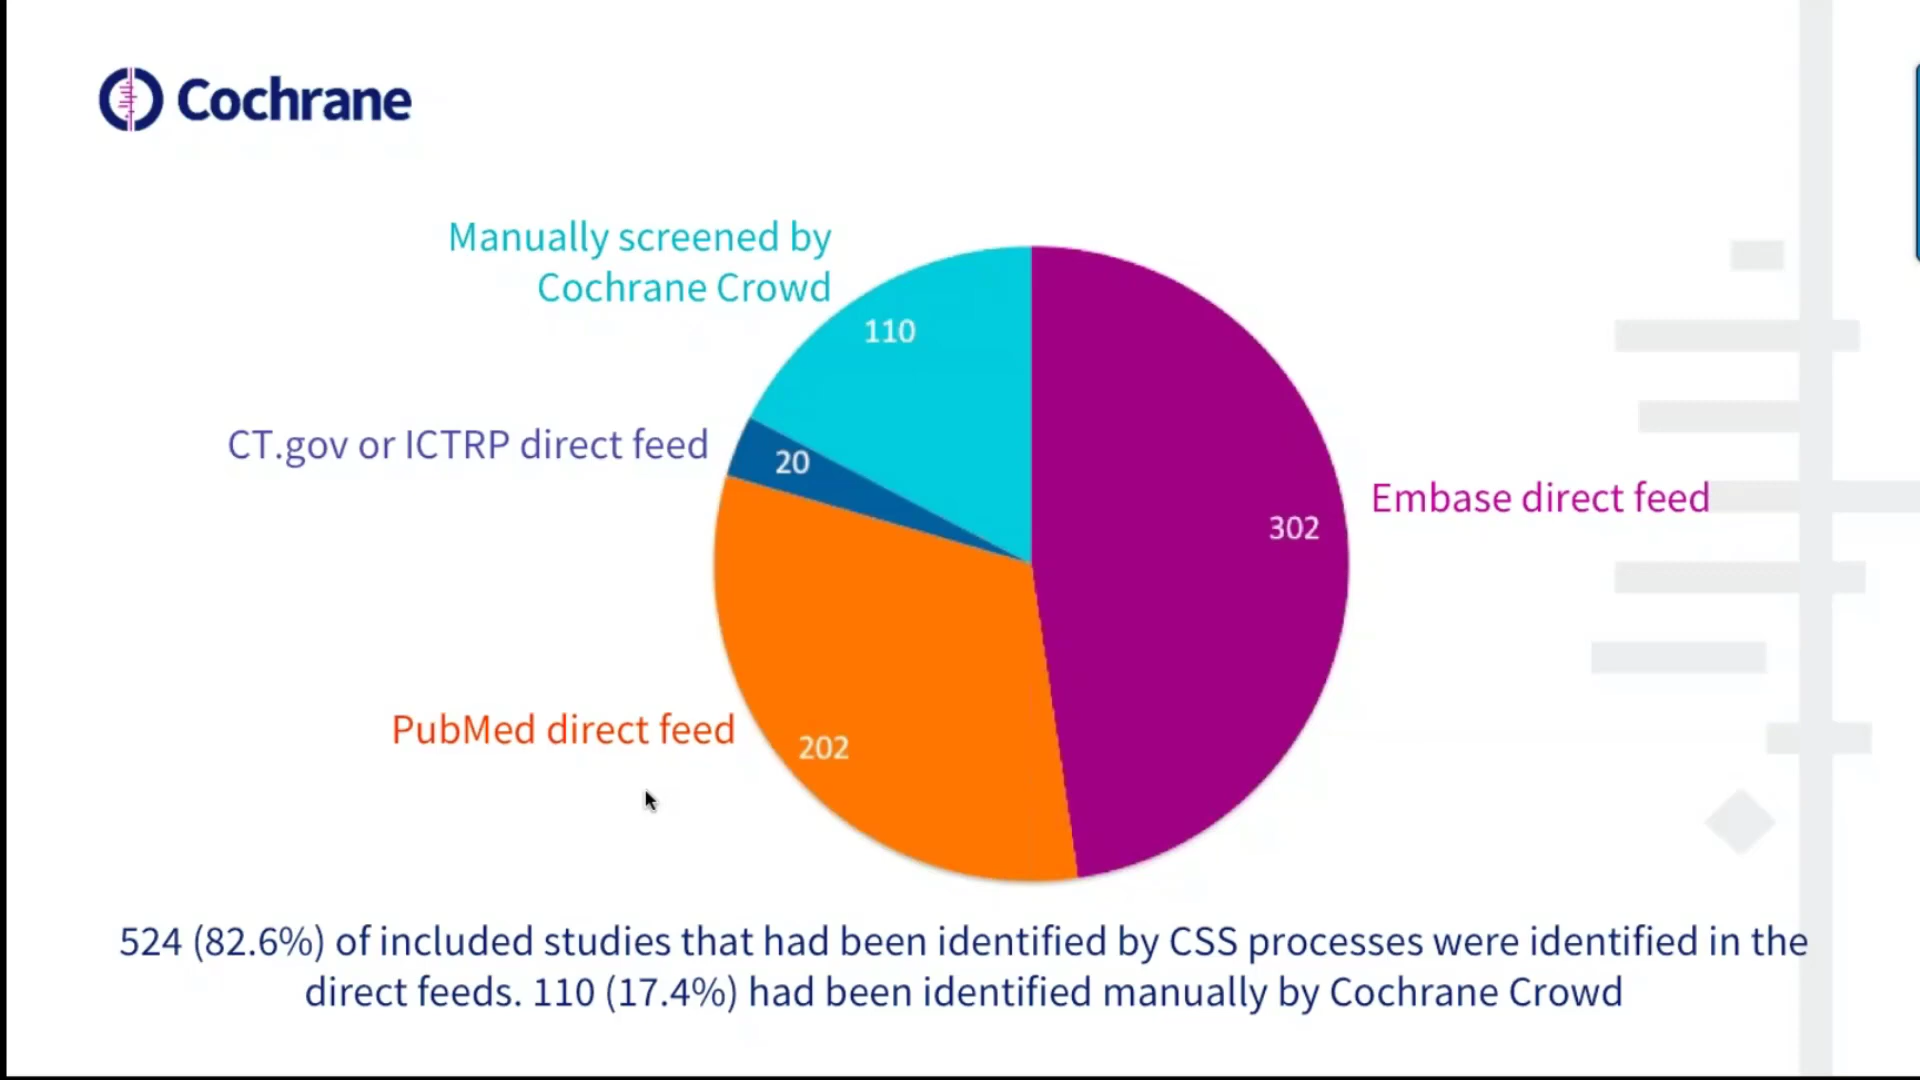 Cochrane
Manually screened by
Cochrane Crowd
110
CT.gov or ICTRP direct feed
20
302
Embase direct feed
PubMed direct feed
202
524 (82.6%) of included studies that had been identified by CSS processes were identified in the
direct feeds. 110 (17.4%) had been identified manually by Cochrane Crowd